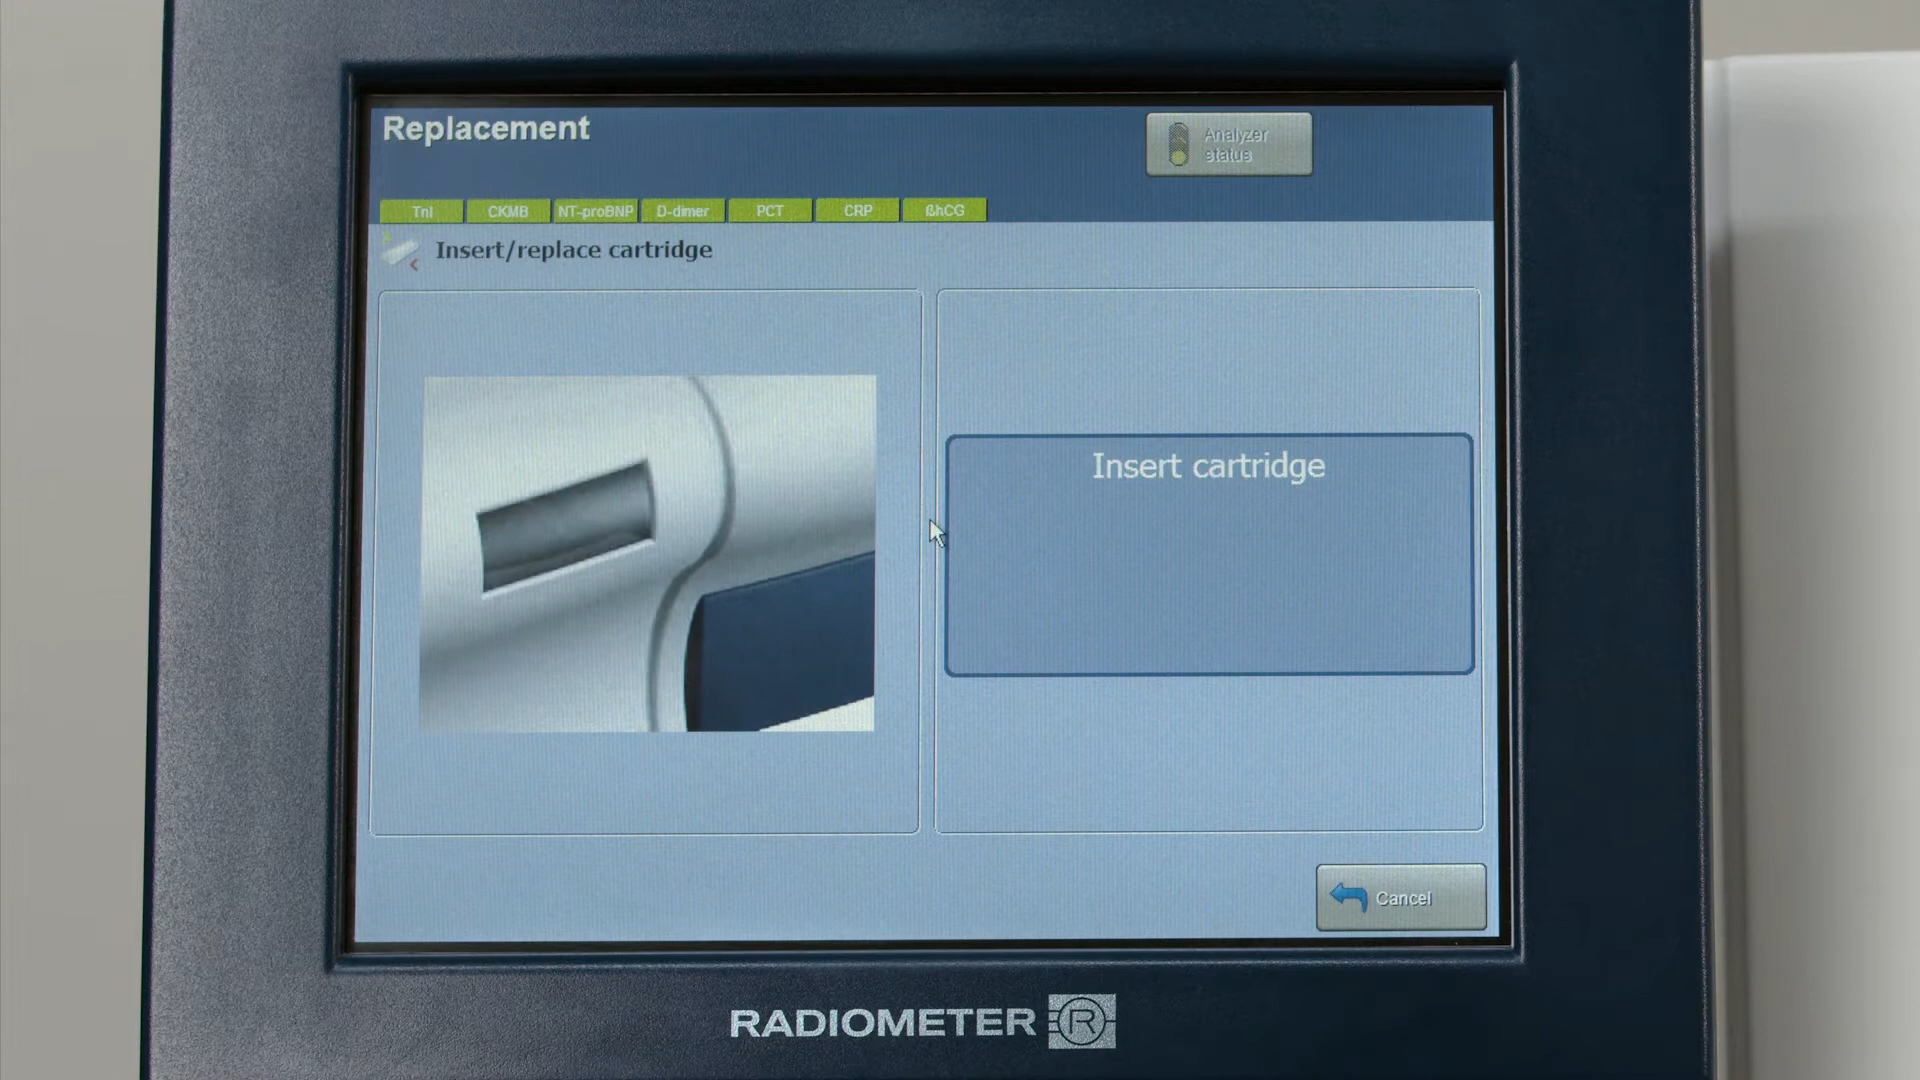 Replacement
Analyzer
status
TnI
CKMB
NT-proBNP
D-dimer
PCT
CRP
ßhCG
Insert/replace cartridge
Insert cartridge
Cancel
RADIOMETER R